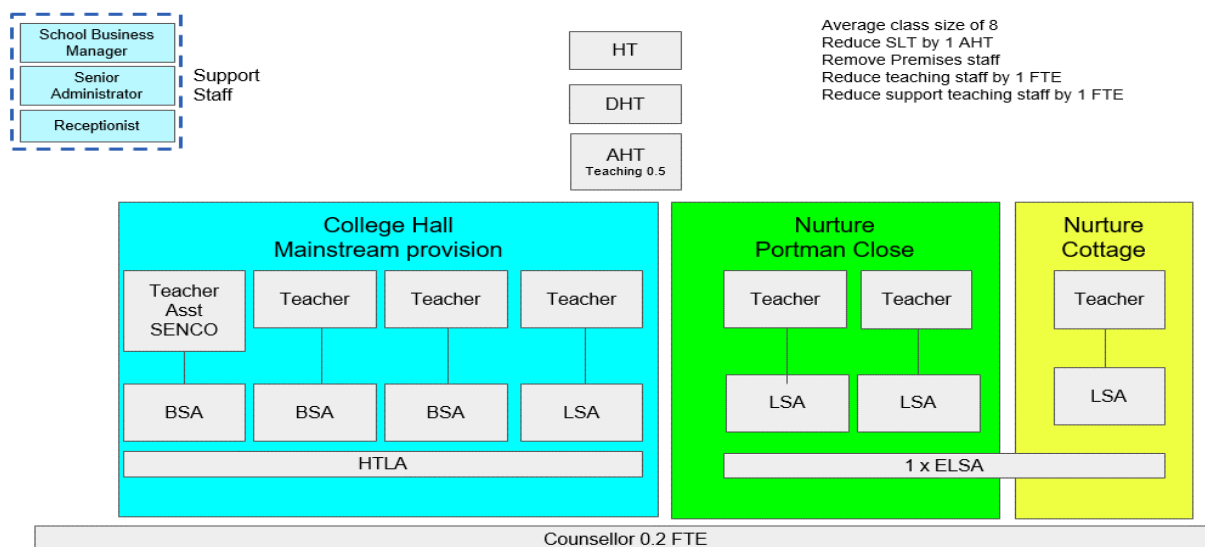 School Business
Manager
Senior
Administrator
Receptionist
Support
Staff
HT
DHT
AHT
Teaching 0.5
Average class size of 8
Reduce SLT by 1 AHT
Remove Premises staff
Reduce teaching staff by 1 FTE
Reduce support teaching staff by 1 FTE
College Hall
Mainstream provision
Teacher
Asst
SENCO
Teacher
Teacher
Teacher
BSA
BSA
BSA
LSA
HTLA
Nurture
Portman Close
Teacher
Teacher
LSA
LSA
Nurture
Cottage
Teacher
LSA
1 x ELSA
Counsellor 0.2 FTE